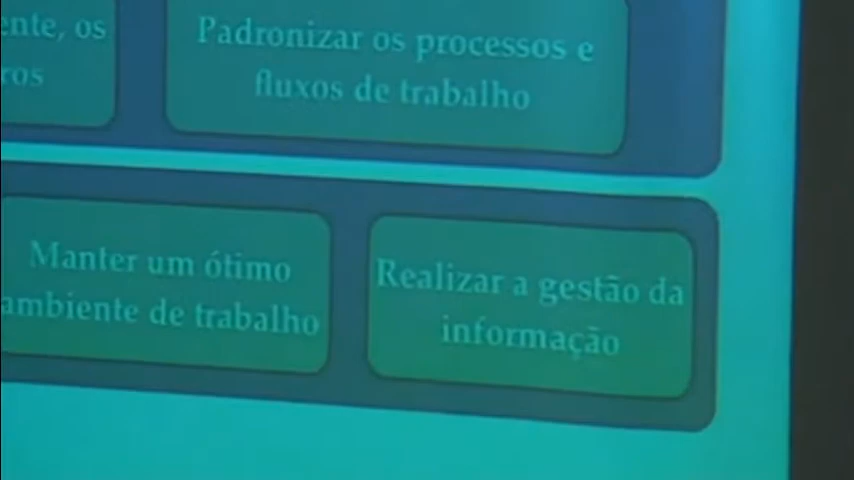 ente, os
ros
Padronizar os processos e
fluxos de trabalho
Manter um ótimo
ambiente de trabalho
Realizar a gestão da
informação